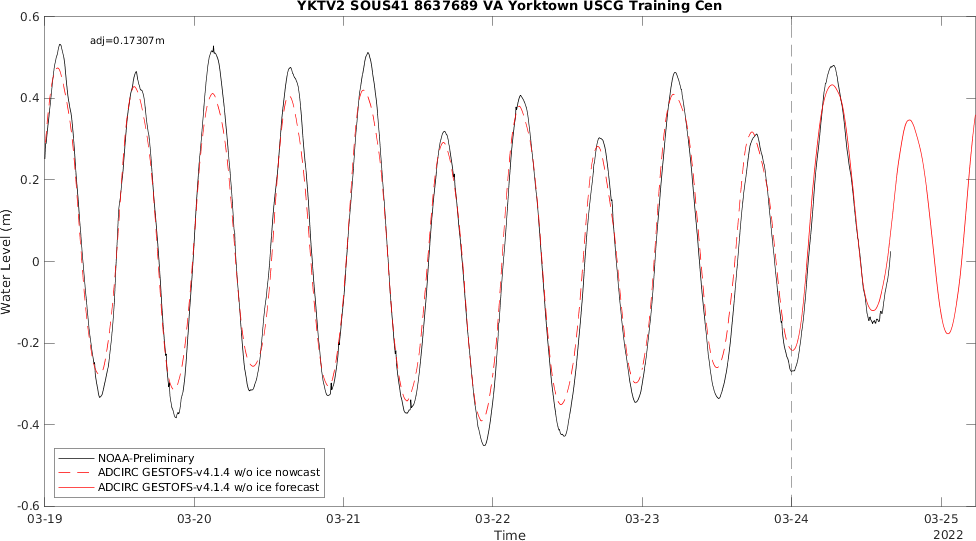 YKTV2 SOUS41 8637689 VA Yorktown USCG Training Cen
adj=0.17307m
0.6
0.4
0.2
0
-0.2
-0.4
-0.6
Water Level (m)
NOAA-Preliminary
ADCIRC GESTOFS-v4.1.4 w/o ice nowcast
ADCIRC GESTOFS-v4.1.4 w/o ice forecast
03-19 03-20 03-21 03-22 03-23 03-24 03-25
Time
2022